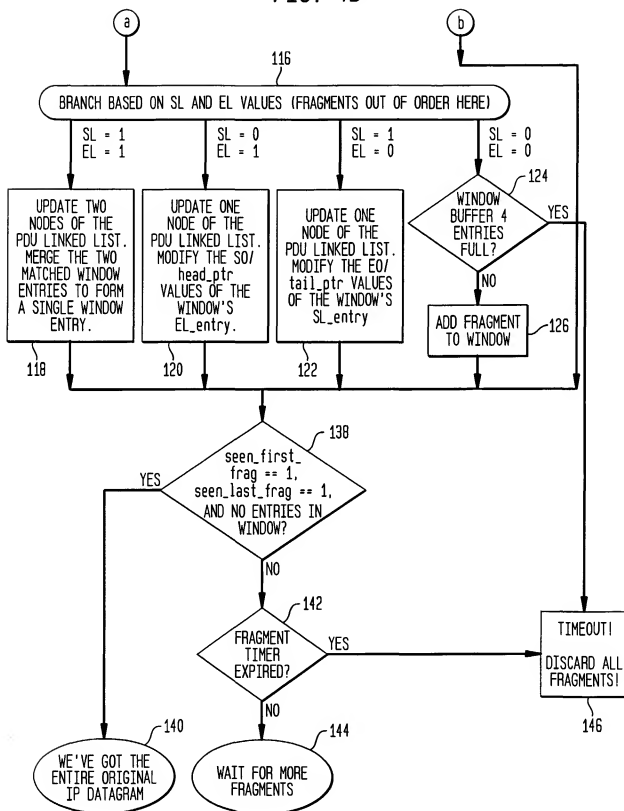 a
b
116
BRANCH BASED ON SL AND EL VALUES (FRAGMENTS OUT OF ORDER HERE)
SL = 1
EL = 1
SL = 0
EL = 1
SL = 1
EL = 0
SL = 0
EL = 0
UPDATE TWO
NODES OF THE
PDU LINKED LIST.
MERGE THE TWO
MATCHED WINDOW
ENTRIES TO FORM
A SINGLE WINDOW
ENTRY.
118
UPDATE ONE
NODE OF THE
PDU LINKED LIST.
MODIFY THE SO/
head_ptr
VALUES OF THE
WINDOW'S
EL_entry.
120
UPDATE ONE
NODE OF THE
PDU LINKED LIST.
MODIFY THE EO/
tail_ptr VALUES
OF THE WINDOW'S
SL_entry
122
124
WINDOW
BUFFER 4
ENTRIES
FULL?
YES
NO
ADD FRAGMENT
TO WINDOW
126
138
seen_first_
frag == 1,
seen_last_frag == 1,
AND NO ENTRIES IN
WINDOW?
YES
NO
142
FRAGMENT
TIMER
EXPIRED?
YES
NO
TIMEOUT!
DISCARD ALL
FRAGMENTS!
146
140
WE'VE GOT THE
ENTIRE ORIGINAL
IP DATAGRAM
144
WAIT FOR MORE
FRAGMENTS